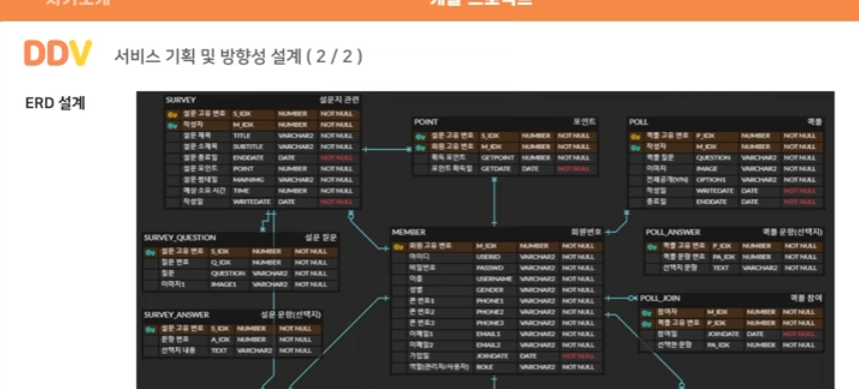 개발 프로젝트
DDV 서비스 기획 및 방향성 설계 ( 2 / 2 )
ERD 설계
SURVEY 설문지 관련
설문 고유 번호 S_IDX NUMBER NOT NULL
작성자 M_IDX NUMBER NOT NULL
설문 제목 TITLE VARCHAR2 NOT NULL
설문 소제목 SUBTITLE VARCHAR2 NOT NULL
설문 종료일 ENDDATE DATE NOT NULL
설문 포인트 POINT NUMBER NOT NULL
설문 썸네일 MAINIMG VARCHAR2 NOT NULL
예상 소요 시간 TIME NUMBER NOT NULL
작성일 WRITEDATE DATE NOT NULL
POINT 포인트
설문 고유 번호 S_IDX NUMBER NOT NULL
회원 고유 번호 M_IDX NUMBER NOT NULL
획득 포인트 GETPOINT NUMBER NOT NULL
포인트 획득일 GETDATE DATE NOT NULL
POLL 퀵폴
퀵폴 고유 번호 P_IDX NUMBER NOT NULL
작성자 M_IDX NUMBER NOT NULL
퀵폴 질문 QUESTION VARCHAR2 NOT NULL
이미지 IMAGE VARCHAR2 NOT NULL
전체공개(Y/N) OPTION1 VARCHAR2 NOT NULL
작성일 WRITEDATE DATE NOT NULL
종료일 ENDDATE DATE NOT NULL
SURVEY_QUESTION 설문 질문
설문 고유 번호 S_IDX NUMBER NOT NULL
질문 번호 Q_IDX NUMBER NOT NULL
질문 QUESTION VARCHAR2 NOT NULL
이미지1 IMAGE1 VARCHAR2 NOT NULL
MEMBER 회원번호
회원 고유 번호 M_IDX NUMBER NOT NULL
아이디 USERID VARCHAR2 NOT NULL
비밀번호 PASSWD VARCHAR2 NOT NULL
이름 USERNAME VARCHAR2 NOT NULL
성별 GENDER VARCHAR2 NOT NULL
폰 번호1 PHONE1 VARCHAR2 NOT NULL
폰 번호2 PHONE2 VARCHAR2 NOT NULL
폰 번호3 PHONE3 VARCHAR2 NOT NULL
이메일1 EMAIL1 VARCHAR2 NOT NULL
이메일2 EMAIL2 VARCHAR2 NOT NULL
가입일 JOINDATE DATE NOT NULL
역할(관리자/사용자) ROLE VARCHAR2 NOT NULL
POLL_ANSWER 퀵폴 문항(선택지)
퀵폴 고유 번호 P_IDX NUMBER NOT NULL
퀵폴 문항 번호 PA_IDX NUMBER NOT NULL
선택지 문항 TEXT VARCHAR2 NOT NULL
SURVEY_ANSWER 설문 문항(선택지)
설문 고유 번호 S_IDX NUMBER NOT NULL
문항 번호 A_IDX NUMBER NOT NULL
선택지 내용 TEXT VARCHAR2 NOT NULL
POLL_JOIN 퀵폴 참여
참여자 M_IDX NUMBER NOT NULL
퀵폴 고유 번호 P_IDX NUMBER NOT NULL
참여일 JOINDATE DATE NOT NULL
선택한 문항 PA_IDX NUMBER NOT NULL